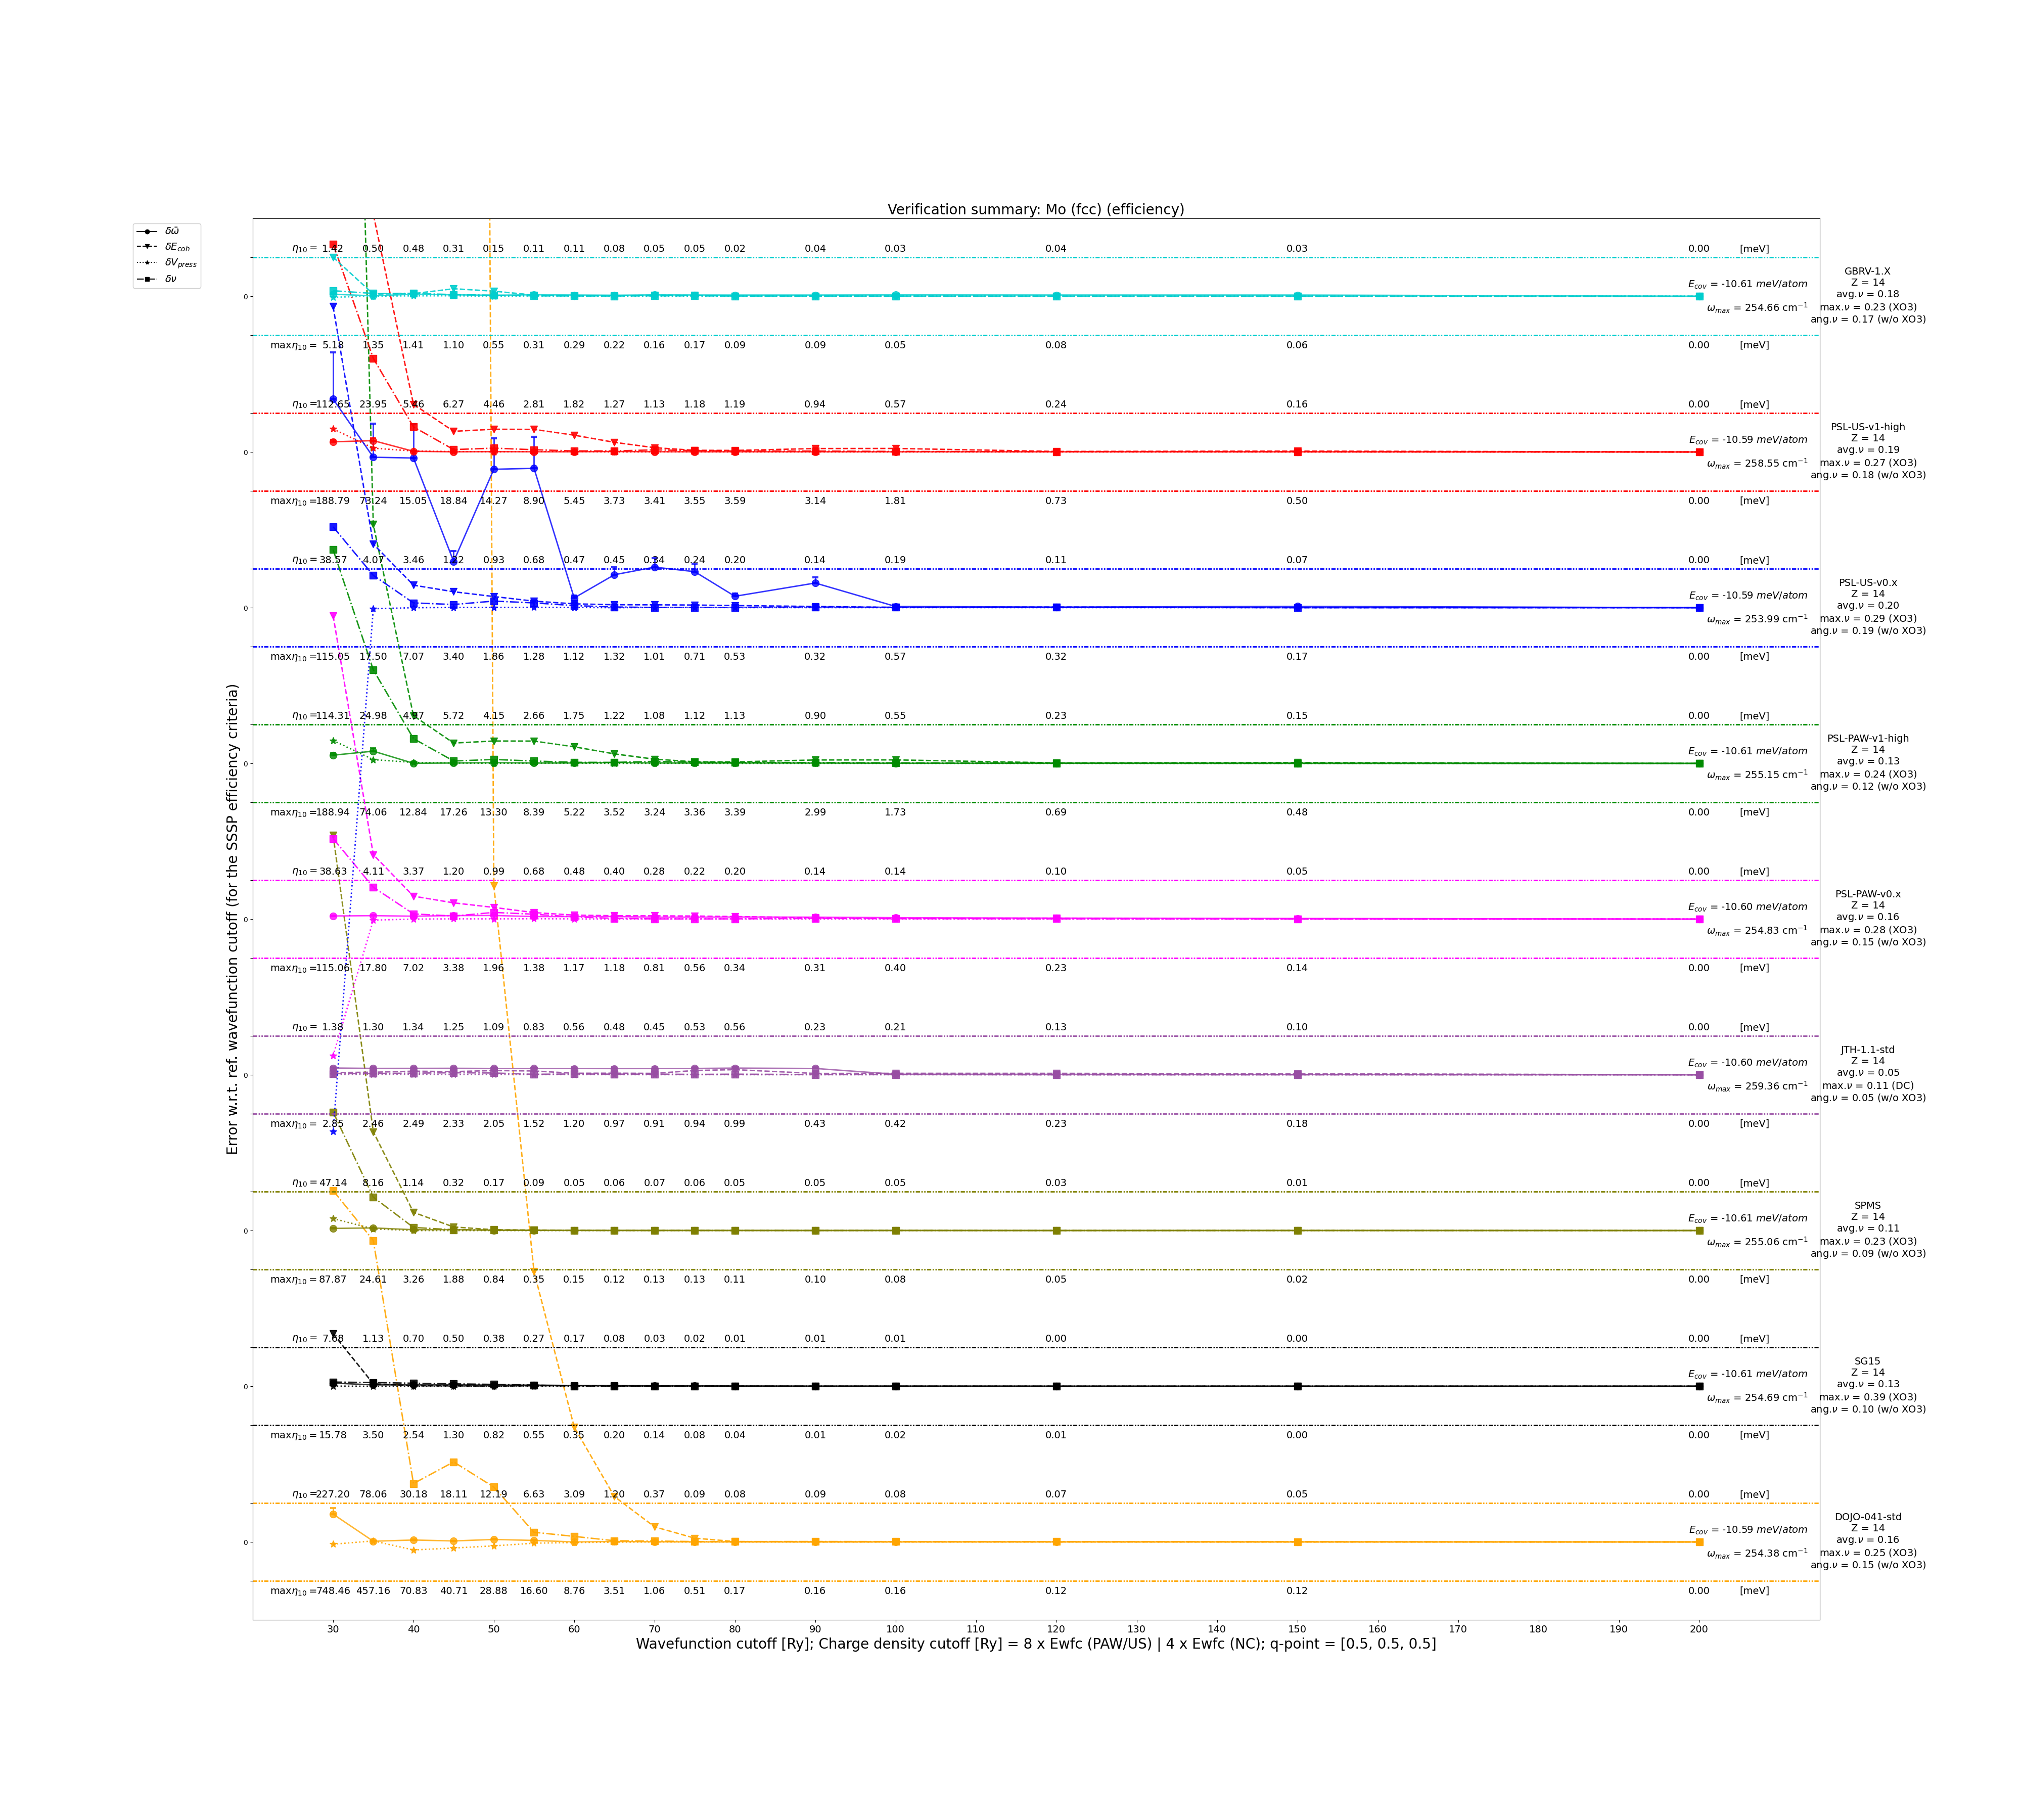 Verification summary: Mo (fcc) (efficiency)
δω̄
δE_coh
δV_press
δν
Error w.r.t. ref. wavefunction cutoff (for the SSSP efficiency criteria)
η₁₀ = 1.42 0.50 0.48 0.31 0.15 0.11 0.11 0.08 0.05 0.05 0.02 0.04 0.03 0.04 0.03 0.00 [meV]
0
E_cov = -10.61 meV/atom
ω_max = 254.66 cm⁻¹
GBRV-1.X
Z = 14
avg.ν = 0.18
max.ν = 0.23 (XO3)
ang.ν = 0.17 (w/o XO3)
maxη₁₀ = 5.18 1.35 1.41 1.10 0.55 0.31 0.29 0.22 0.16 0.17 0.09 0.09 0.05 0.08 0.06 0.00 [meV]
η₁₀ = 112.65 23.95 5.46 6.27 4.46 2.81 1.82 1.27 1.13 1.18 1.19 0.94 0.57 0.24 0.16 0.00 [meV]
0
E_cov = -10.59 meV/atom
ω_max = 258.55 cm⁻¹
PSL-US-v1-high
Z = 14
avg.ν = 0.19
max.ν = 0.27 (XO3)
ang.ν = 0.18 (w/o XO3)
maxη₁₀ = 188.79 73.24 15.05 18.84 14.27 8.90 5.45 3.73 3.41 3.55 3.59 3.14 1.81 0.73 0.50 0.00 [meV]
η₁₀ = 38.57 4.07 3.46 0.93 0.68 0.47 0.45 0.34 0.24 0.20 0.14 0.19 0.11 0.07 0.00 [meV]
0
E_cov = -10.59 meV/atom
ω_max = 253.99 cm⁻¹
PSL-US-v0.x
Z = 14
avg.ν = 0.20
max.ν = 0.29 (XO3)
ang.ν = 0.19 (w/o XO3)
maxη₁₀ = 115.05 17.50 7.07 3.40 1.86 1.28 1.12 1.32 1.01 0.71 0.53 0.32 0.57 0.32 0.17 0.00 [meV]
η₁₀ = 114.31 24.98 5.72 4.15 2.66 1.75 1.22 1.08 1.12 1.13 0.90 0.55 0.23 0.15 0.00 [meV]
0
E_cov = -10.61 meV/atom
ω_max = 255.15 cm⁻¹
PSL-PAW-v1-high
Z = 14
avg.ν = 0.13
max.ν = 0.24 (XO3)
ang.ν = 0.12 (w/o XO3)
maxη₁₀ = 188.94 74.06 12.84 17.26 13.30 8.39 5.22 3.52 3.24 3.36 3.39 2.99 1.73 0.69 0.48 0.00 [meV]
η₁₀ = 38.63 4.11 3.37 1.20 0.99 0.68 0.48 0.40 0.28 0.22 0.20 0.14 0.14 0.10 0.05 0.00 [meV]
0
E_cov = -10.60 meV/atom
ω_max = 254.83 cm⁻¹
PSL-PAW-v0.x
Z = 14
avg.ν = 0.16
max.ν = 0.28 (XO3)
ang.ν = 0.15 (w/o XO3)
maxη₁₀ = 115.06 17.80 7.02 3.38 1.96 1.38 1.17 1.18 0.81 0.56 0.34 0.31 0.40 0.23 0.14 0.00 [meV]
η₁₀ = 1.38 1.30 1.34 1.25 1.09 0.83 0.56 0.48 0.45 0.53 0.56 0.23 0.21 0.13 0.10 0.00 [meV]
0
E_cov = -10.60 meV/atom
ω_max = 259.36 cm⁻¹
JTH-1.1-std
Z = 14
avg.ν = 0.05
max.ν = 0.11 (DC)
ang.ν = 0.05 (w/o XO3)
maxη₁₀ = 2.85 2.46 2.49 2.33 2.05 1.52 1.20 0.97 0.91 0.94 0.99 0.43 0.42 0.23 0.18 0.00 [meV]
η₁₀ = 47.14 8.16 1.14 0.32 0.17 0.09 0.05 0.06 0.07 0.06 0.05 0.05 0.05 0.03 0.01 0.00 [meV]
0
E_cov = -10.61 meV/atom
ω_max = 255.06 cm⁻¹
SPMS
Z = 14
avg.ν = 0.11
max.ν = 0.23 (XO3)
ang.ν = 0.09 (w/o XO3)
maxη₁₀ = 87.87 24.61 3.26 1.88 0.84 0.35 0.15 0.12 0.13 0.13 0.11 0.10 0.08 0.05 0.02 0.00 [meV]
η₁₀ = 7.68 1.13 0.70 0.50 0.38 0.27 0.17 0.08 0.03 0.02 0.01 0.01 0.01 0.00 0.00 0.00 [meV]
0
E_cov = -10.61 meV/atom
ω_max = 254.69 cm⁻¹
SG15
Z = 14
avg.ν = 0.13
max.ν = 0.39 (XO3)
ang.ν = 0.10 (w/o XO3)
maxη₁₀ = 15.78 3.50 2.54 1.30 0.82 0.55 0.35 0.20 0.14 0.08 0.04 0.01 0.02 0.01 0.00 0.00 [meV]
η₁₀ = 227.20 78.06 30.18 18.11 12.19 6.63 3.09 1.20 0.37 0.09 0.08 0.09 0.08 0.07 0.05 0.00 [meV]
0
E_cov = -10.59 meV/atom
ω_max = 254.38 cm⁻¹
DOJO-041-std
Z = 14
avg.ν = 0.16
max.ν = 0.25 (XO3)
ang.ν = 0.15 (w/o XO3)
maxη₁₀ = 748.46 457.16 70.83 40.71 28.88 16.60 8.76 3.51 1.06 0.51 0.17 0.16 0.16 0.12 0.12 0.00 [meV]
30 40 50 60 70 80 90 100 110 120 130 140 150 160 170 180 190 200
Wavefunction cutoff [Ry]; Charge density cutoff [Ry] = 8 x Ewfc (PAW/US) | 4 x Ewfc (NC); q-point = [0.5, 0.5, 0.5]